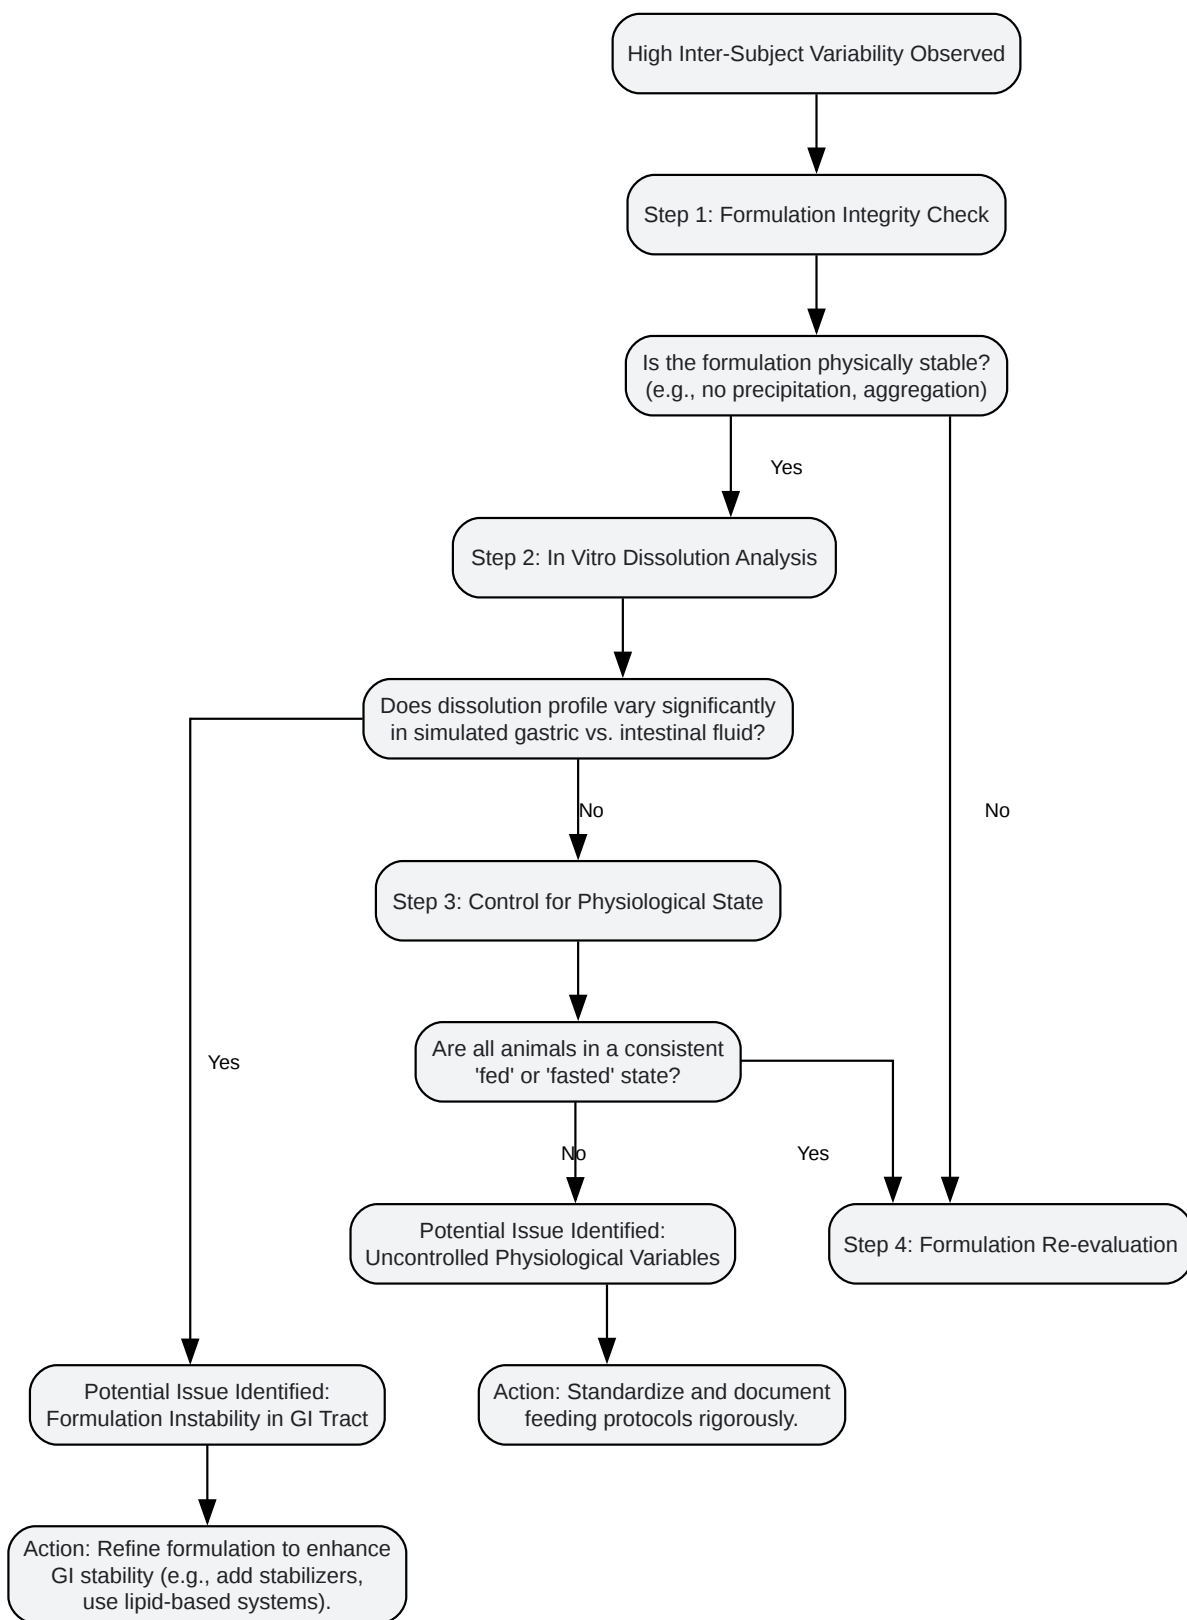 High Inter-Subject Variability Observed
Step 1: Formulation Integrity Check
Is the formulation physically stable?
(e.g., no precipitation, aggregation)
Yes
Step 2: In Vitro Dissolution Analysis
Does dissolution profile vary significantly
in simulated gastric vs. intestinal fluid?
No
No
Step 3: Control for Physiological State
Are all animals in a consistent
'fed' or 'fasted' state?
Yes
No
Yes
Potential Issue Identified:
Uncontrolled Physiological Variables
Step 4: Formulation Re-evaluation
Potential Issue Identified:
Formulation Instability in GI Tract
Action: Standardize and document
feeding protocols rigorously.
Action: Refine formulation to enhance
GI stability (e.g., add stabilizers,
use lipid-based systems).